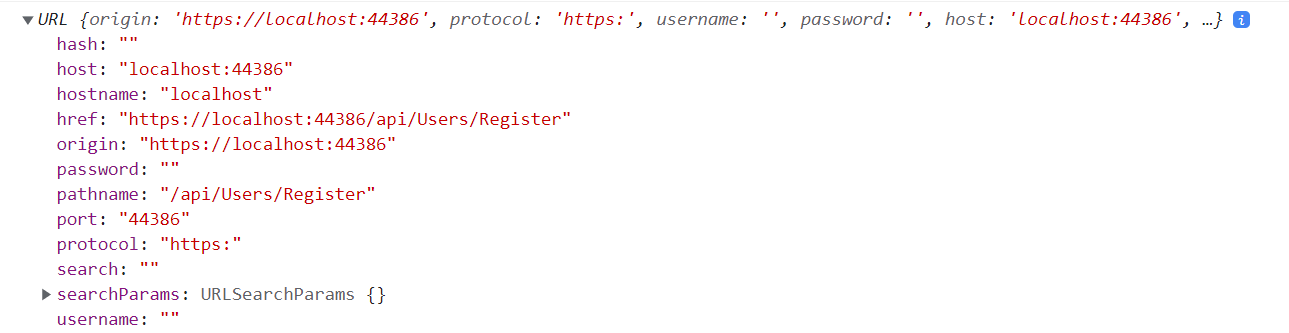 ▼URL {origin: 'https://localhost:44386', protocol: 'https:', username: '', password: '', host: 'localhost:44386', …} i
hash: ""
host: "localhost:44386"
hostname: "localhost"
href: "https://localhost:44386/api/Users/Register"
origin: "https://localhost:44386"
password: ""
pathname: "/api/Users/Register"
port: "44386"
protocol: "https:"
search: ""
▶searchParams: URLSearchParams {}
username: ""